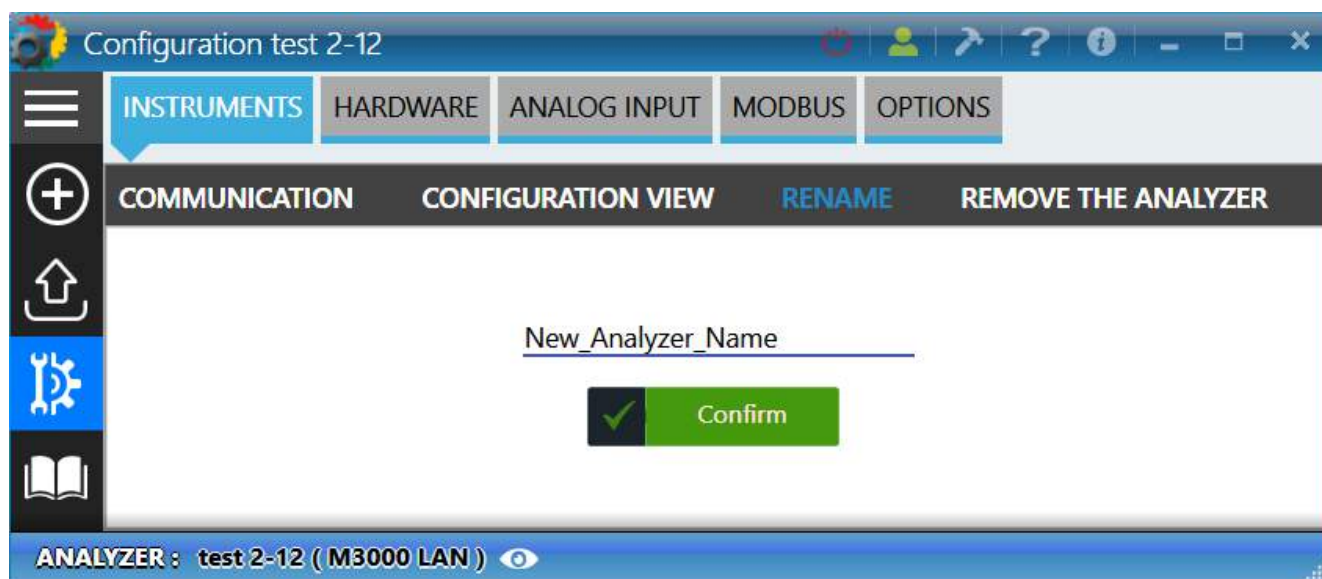 Configuration test 2-12
INSTRUMENTS HARDWARE ANALOG INPUT MODBUS OPTIONS
COMMUNICATION CONFIGURATION VIEW RENAME REMOVE THE ANALYZER
New_Analyzer_Name
Confirm
ANALYZER : test 2-12 ( M3000 LAN )